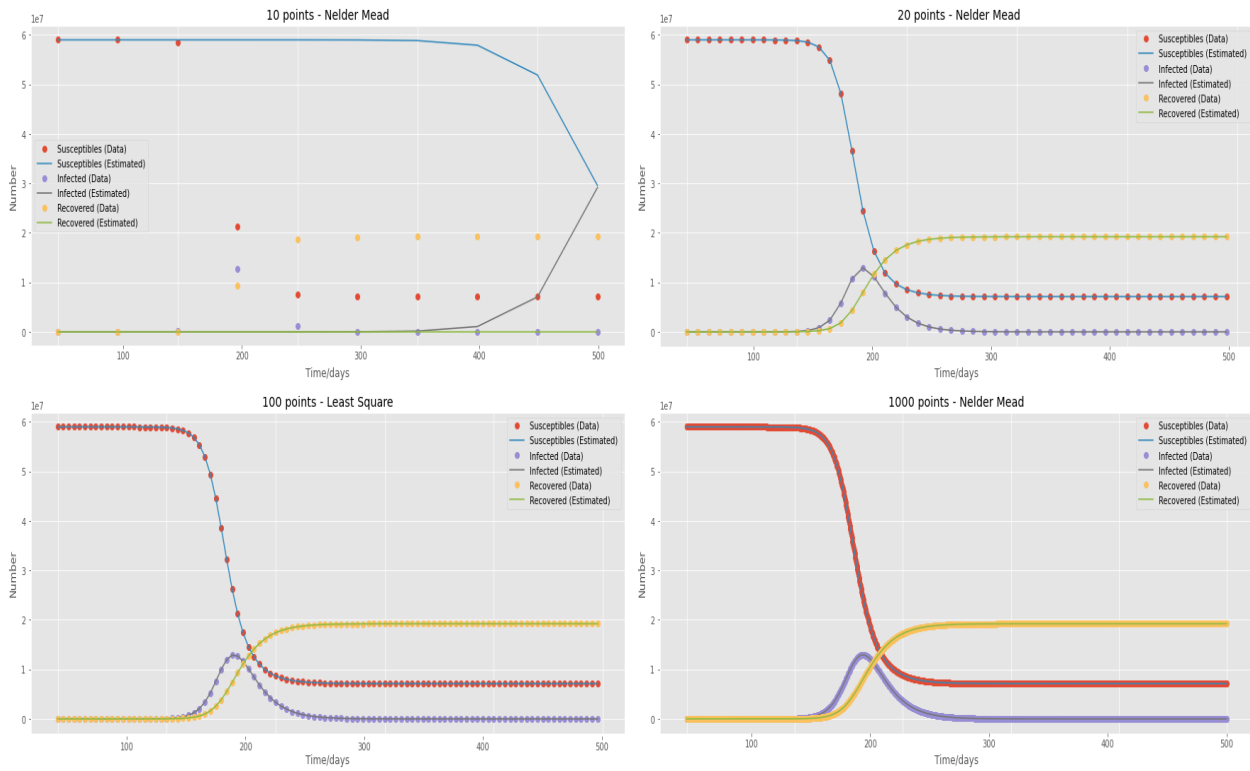 10 points - Nelder Mead
1e7
6
5
4
3
2
1
0
Number
Susceptibles (Data)
Susceptibles (Estimated)
Infected (Data)
Infected (Estimated)
Recovered (Data)
Recovered (Estimated)
100
200
300
400
500
Time/days
20 points - Nelder Mead
1e7
6
5
4
3
2
1
0
Number
Susceptibles (Data)
Susceptibles (Estimated)
Infected (Data)
Infected (Estimated)
Recovered (Data)
Recovered (Estimated)
100
200
300
400
500
Time/days
100 points - Least Square
1e7
6
5
4
3
2
1
0
Number
Susceptibles (Data)
Susceptibles (Estimated)
Infected (Data)
Infected (Estimated)
Recovered (Data)
Recovered (Estimated)
100
200
300
400
500
Time/days
1000 points - Nelder Mead
1e7
6
5
4
3
2
1
0
Number
Susceptibles (Data)
Susceptibles (Estimated)
Infected (Data)
Infected (Estimated)
Recovered (Data)
Recovered (Estimated)
100
200
300
400
500
Time/days